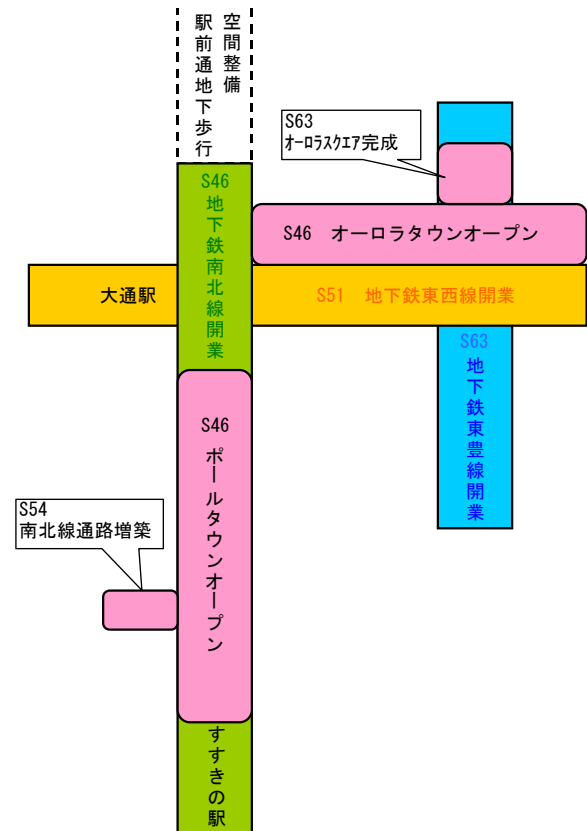 駅前通地下歩行
空間整備
S63
オーロラスクエア完成
S46
地下鉄南北線開業
S46　オーロラタウンオープン
大通駅
S51　地下鉄東西線開業
S63
地下鉄東豊線開業
S46
ポールタウンオープン
S54
南北線通路増築
すすきの駅